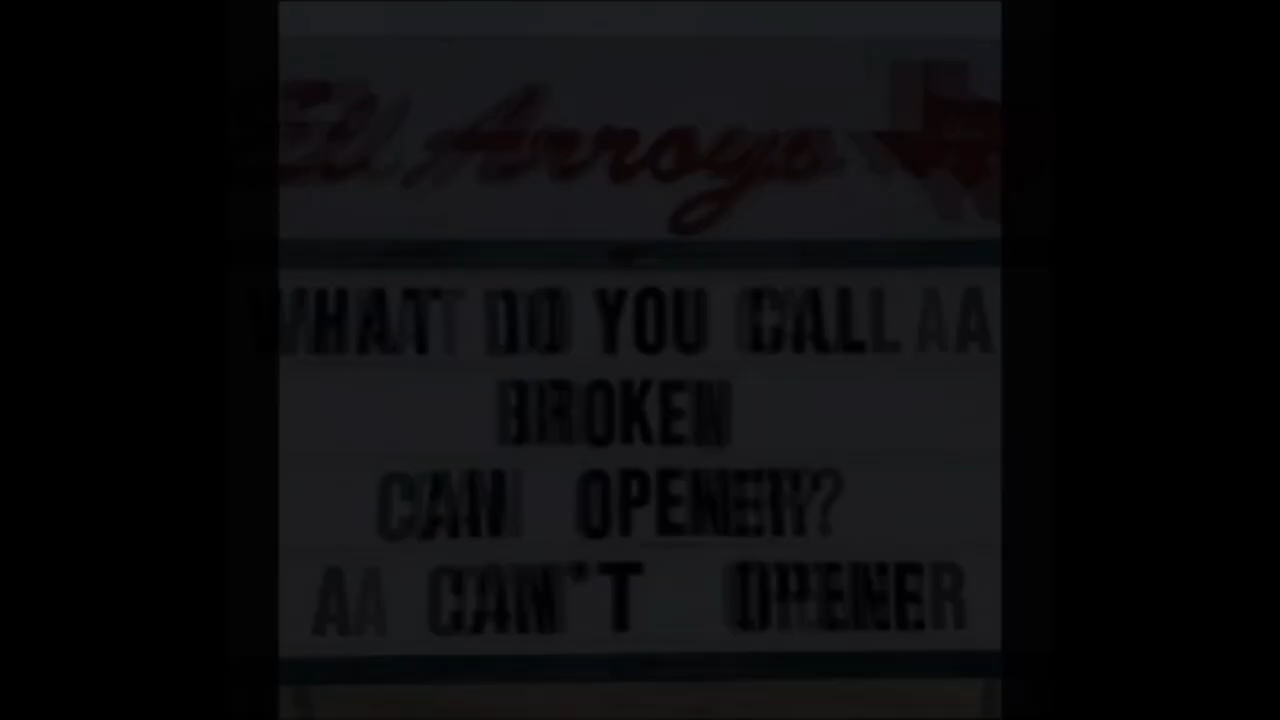 El Arroyo
WHAT DO YOU CALL A
BROKEN
CAN OPENER?
A CAN'T OPENER